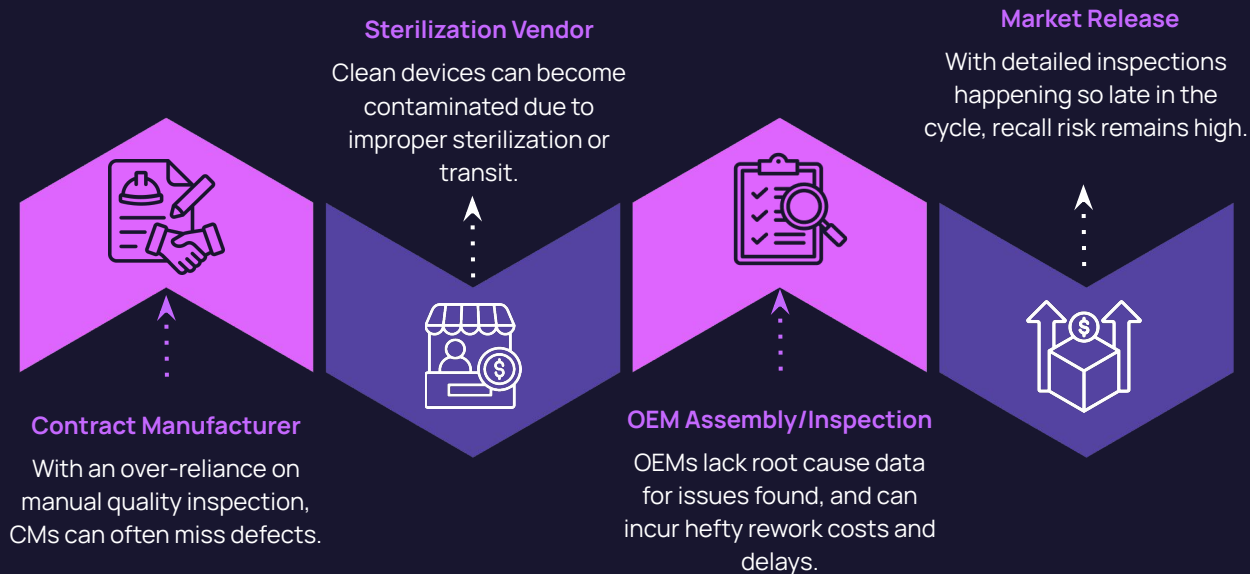 Contract Manufacturer
With an over-reliance on
manual quality inspection,
CMs can often miss defects.
Sterilization Vendor
Clean devices can become
contaminated due to
improper sterilization or
transit.
$
OEM Assembly/Inspection
OEMs lack root cause data
for issues found, and can
incur hefty rework costs and
delays.
Market Release
With detailed inspections
happening so late in the
cycle, recall risk remains high.
$